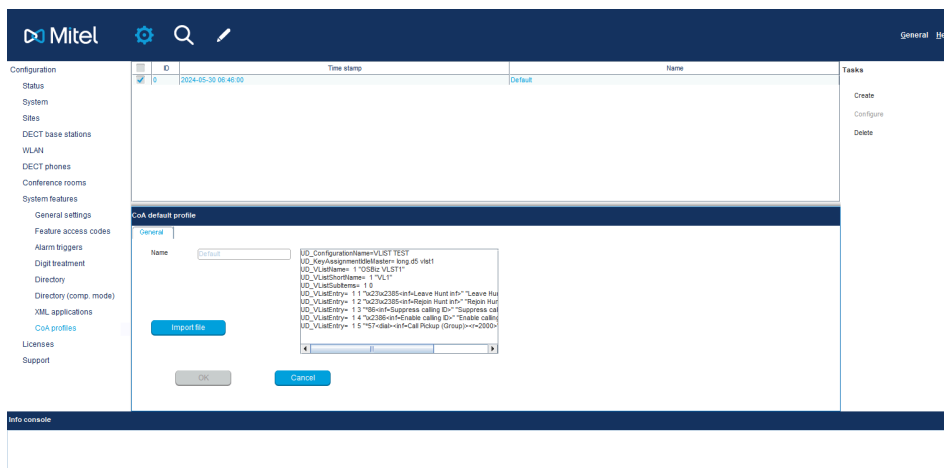 Mitel
General He
Configuration
Status
System
Sites
DECT base stations
WLAN
DECT phones
Conference rooms
System features
General settings
Feature access codes
Alarm triggers
Digit treatment
Directory
Directory (comp. mode)
XML applications
CoA profiles
Licenses
Support
ID Time stamp Name
0 2024-05-30 06:46:00 Default
Tasks
Create
Configure
Delete
CoA default profile
General
Name Default
UD_ConfigurationName=VLIST TEST
UD_KeyAssignmentIdleMaster= long.d5 vlst1
UD_VListName= 1 "OSBiz VLST1"
UD_VListShortName= 1 "VL1"
UD_VListSubItems= 1 0
UD_VListEntry= 1 1 "\x23\x2385<inf=Leave Hunt inf>" "Leave Hu
UD_VListEntry= 1 2 "\x23\x2385<inf=Rejoin Hunt inf>" "Rejoin Hur
UD_VListEntry= 1 3 "*86<inf=Suppress calling ID>" "Suppress cal
UD_VListEntry= 1 4 "\x2386<inf=Enable calling ID>" "Enable calling
UD_VListEntry= 1 5 "*57<dial><inf=Call Pickup (Group)><r=2000>"
Import file
OK
Cancel
Info console